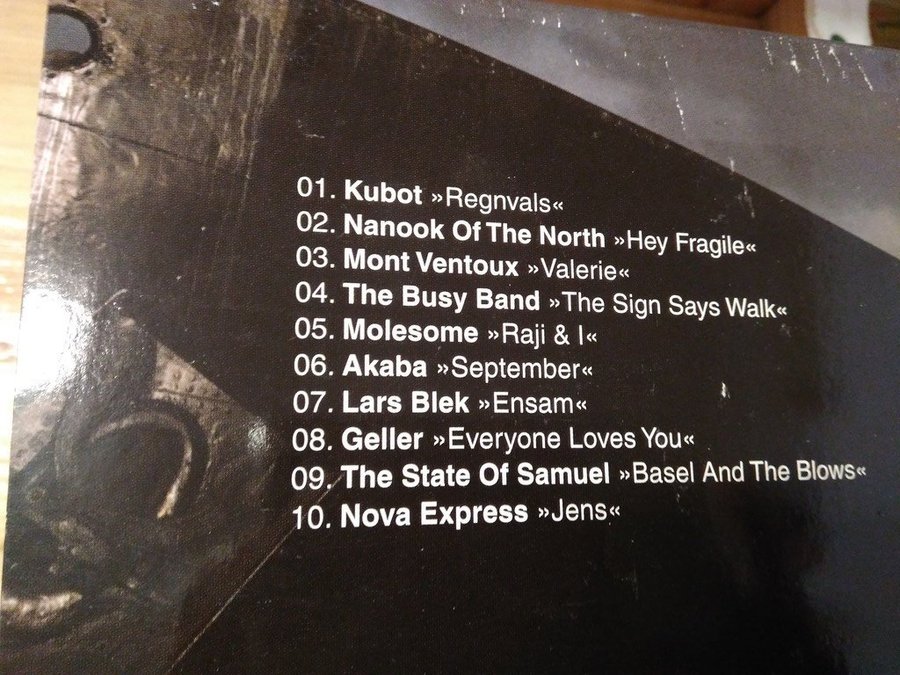 01. Kubot »Regnvals«
02. Nanook Of The North »Hey Fragile«
03. Mont Ventoux »Valerie«
04. The Busy Band »The Sign Says Walk«
05. Molesome »Raji & I«
06. Akaba »September«
07. Lars Blek »Ensam«
08. Geller »Everyone Loves You«
09. The State Of Samuel »Basel And The Blows«
10. Nova Express »Jens«